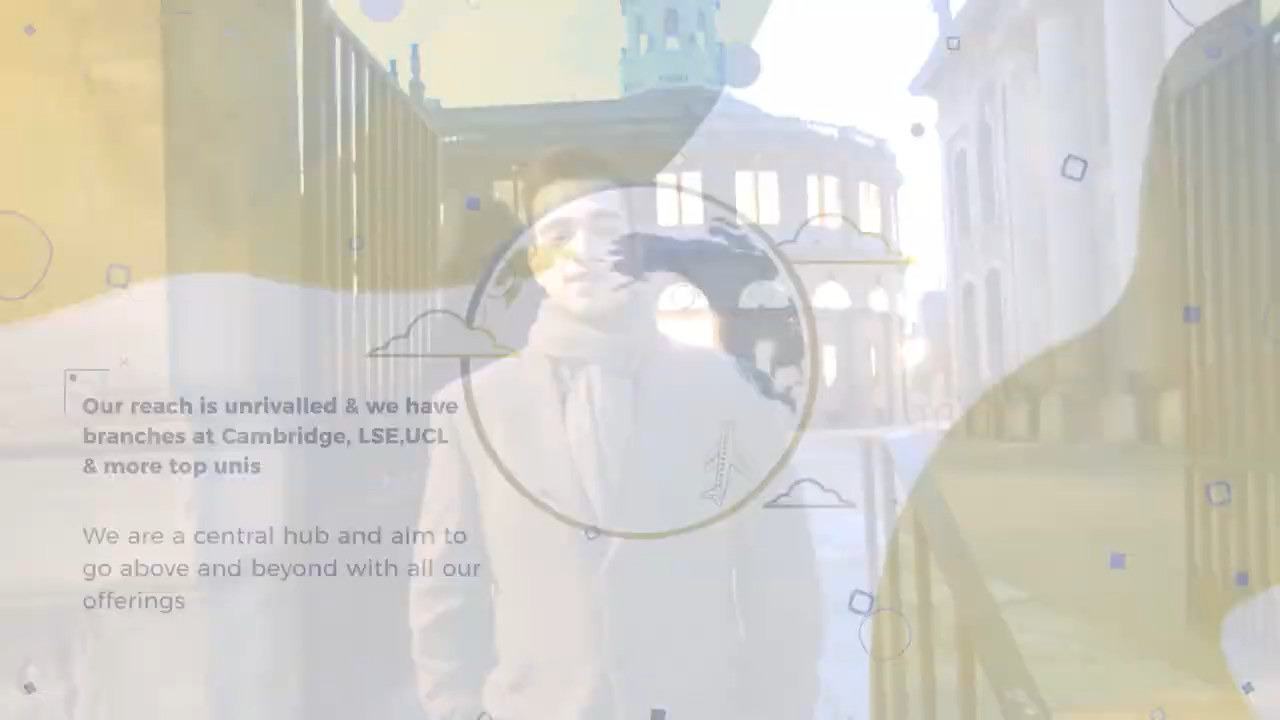 Our reach is unrivalled & we have
branches at Cambridge, LSE,UCL
& more top unis
We are a central hub and aim to
go above and beyond with all our
offerings